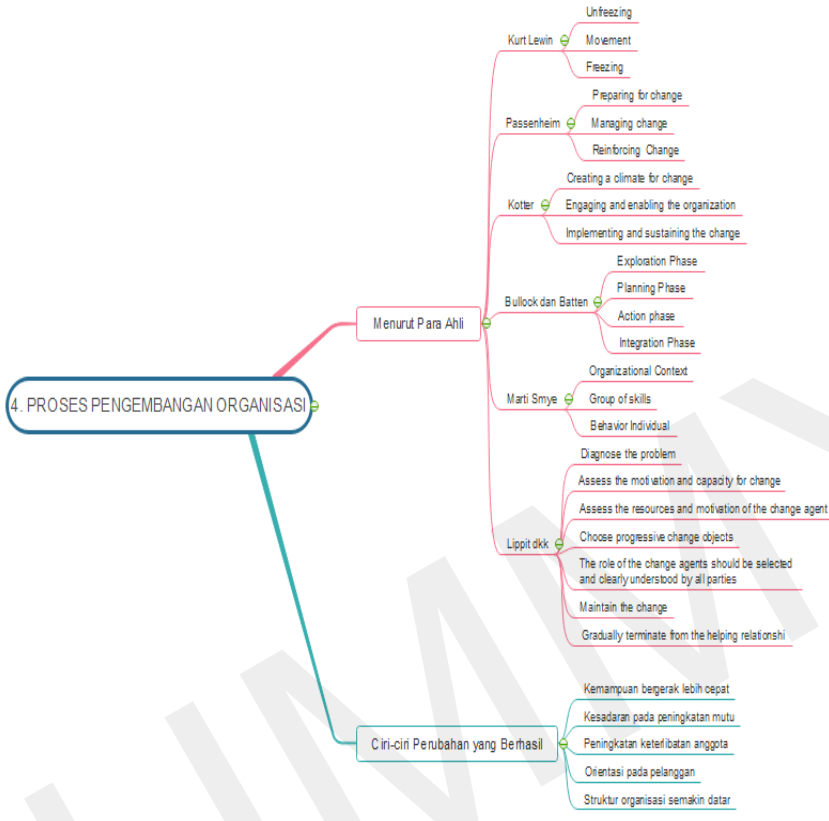 4. PROSES PENGEMBANGAN ORGANISASI
Menurut Para Ahli
Kurt Lewin
Unfreezing
Movement
Freezing
Passenheim
Preparing for change
Managing change
Reinforcing Change
Kotter
Creating a climate for change
Engaging and enabling the organization
Implementing and sustaining the change
Bullock dan Batten
Exploration Phase
Planning Phase
Action phase
Integration Phase
Marti Smye
Organizational Context
Group of skills
Behavior Individual
Lippit dkk
Diagnose the problem
Assess the motivation and capacity for change
Assess the resources and motivation of the change agent
Choose progressive change objects
The role of the change agents should be selected
and clearly understood by all parties
Maintain the change
Gradually terminate from the helping relationshi
Ciri-ciri Perubahan yang Berhasil
Kemampuan bergerak lebih cepat
Kesadaran pada peningkatan mutu
Peningkatan keterlibatan anggota
Orientasi pada pelanggan
Struktur organisasi semakin datar